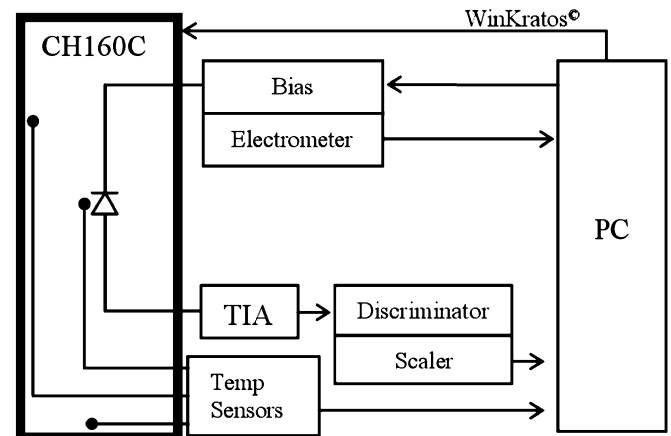 WinKratos©
CH160C
Bias
Electrometer
PC
TIA
Discriminator
Scaler
Temp
Sensors